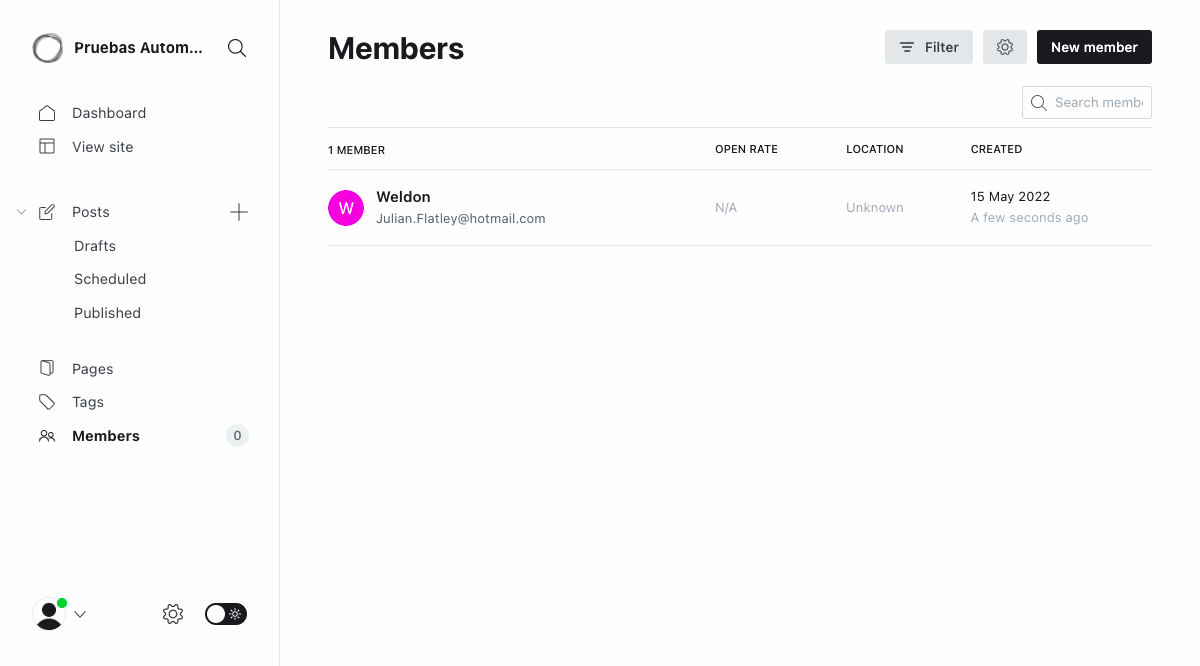 Pruebas Autom...
Dashboard
View site
Posts
Drafts
Scheduled
Published
Pages
Tags
Members 0
Members
Filter
New member
Search membe
1 MEMBER OPEN RATE LOCATION CREATED
W
Weldon
Julian.Flatley@hotmail.com
N/A
Unknown
15 May 2022
A few seconds ago